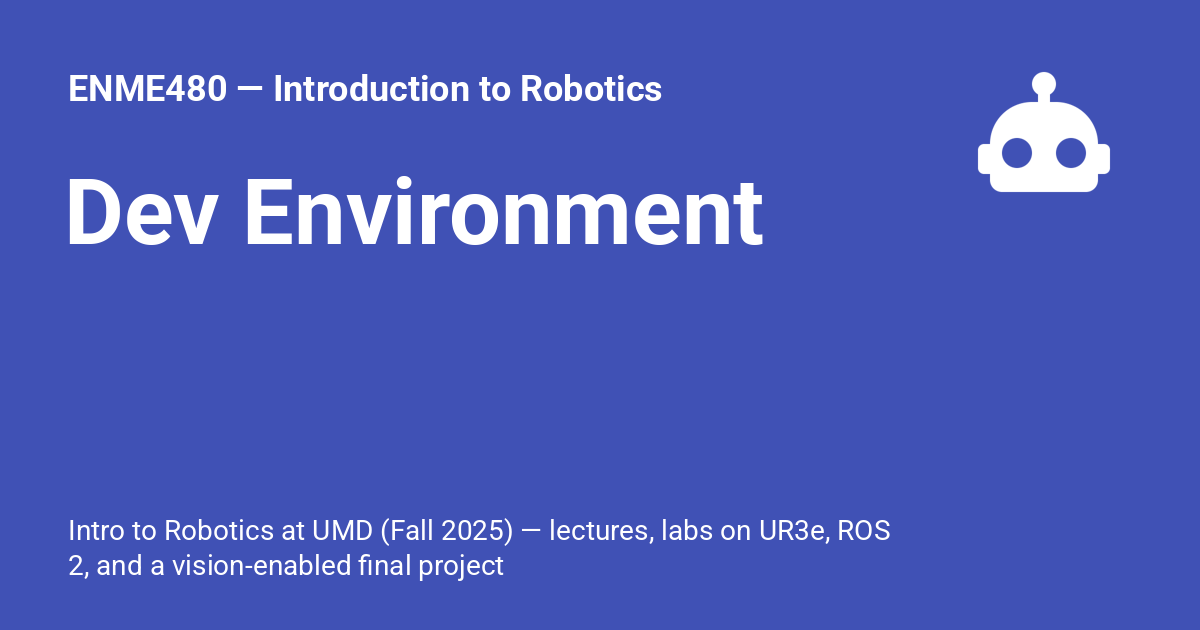 ENME480 — Introduction to Robotics
Dev Environment
Intro to Robotics at UMD (Fall 2025) — lectures, labs on UR3e, ROS
2, and a vision-enabled final project